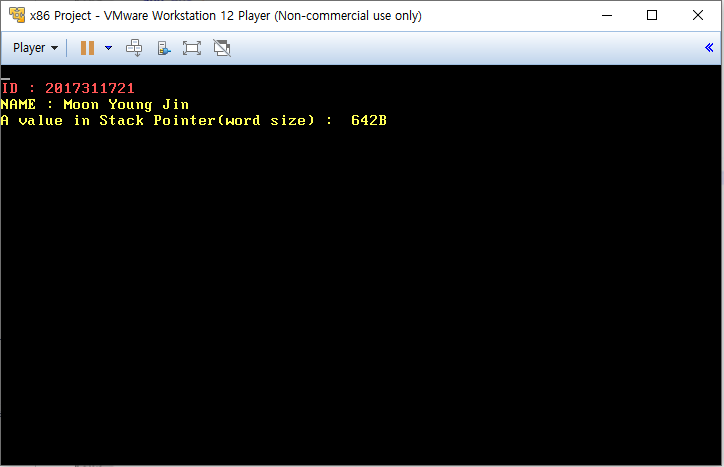 x86 Project - VMware Workstation 12 Player (Non-commercial use only)
Player
ID : 2017311721
NAME : Moon Young Jin
A value in Stack Pointer(word size) :  642B